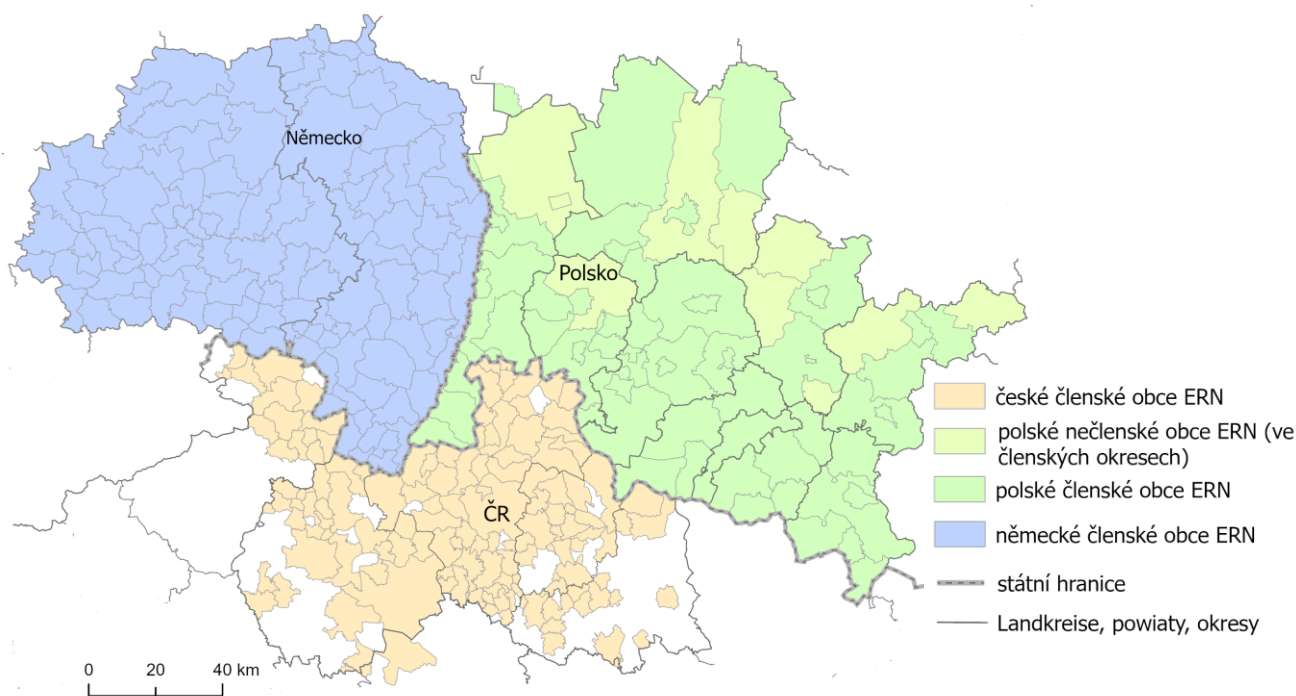 Německo
Polsko
ČR
české členské obce ERN
polské nečlenské obce ERN (ve
členských okresech)
polské členské obce ERN
německé členské obce ERN
státní hranice
Landkreise, powiaty, okresy
0 20 40 km